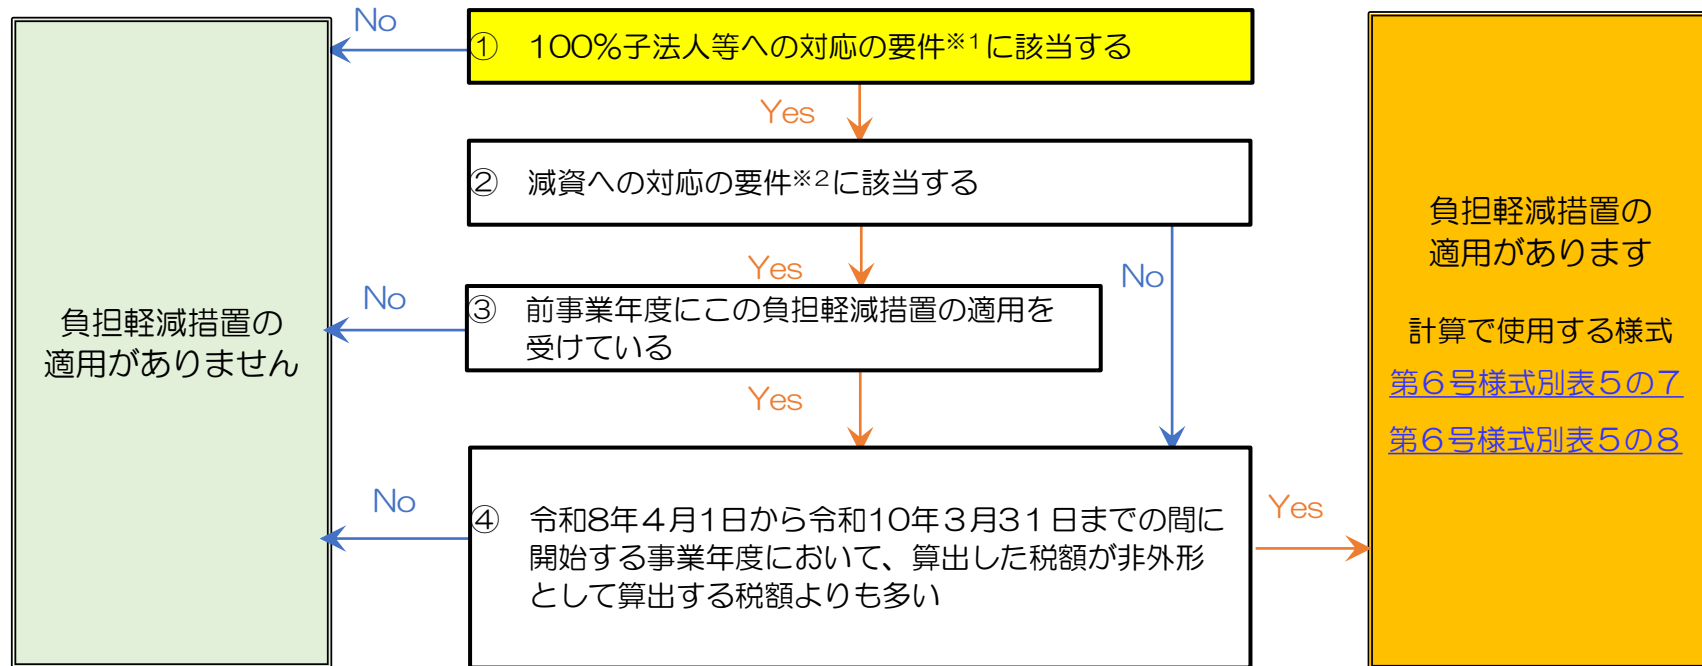 No
① 100%子法人等への対応の要件※1に該当する
Yes
② 減資への対応の要件※2に該当する
Yes
No
No
③ 前事業年度にこの負担軽減措置の適用を
受けている
Yes
No
④ 令和8年4月1日から令和10年3月31日までの間に
開始する事業年度において、算出した税額が非外形
として算出する税額よりも多い
Yes
負担軽減措置の
適用がありません
負担軽減措置の
適用があります
計算で使用する様式
第6号様式別表5の7
第6号様式別表5の8